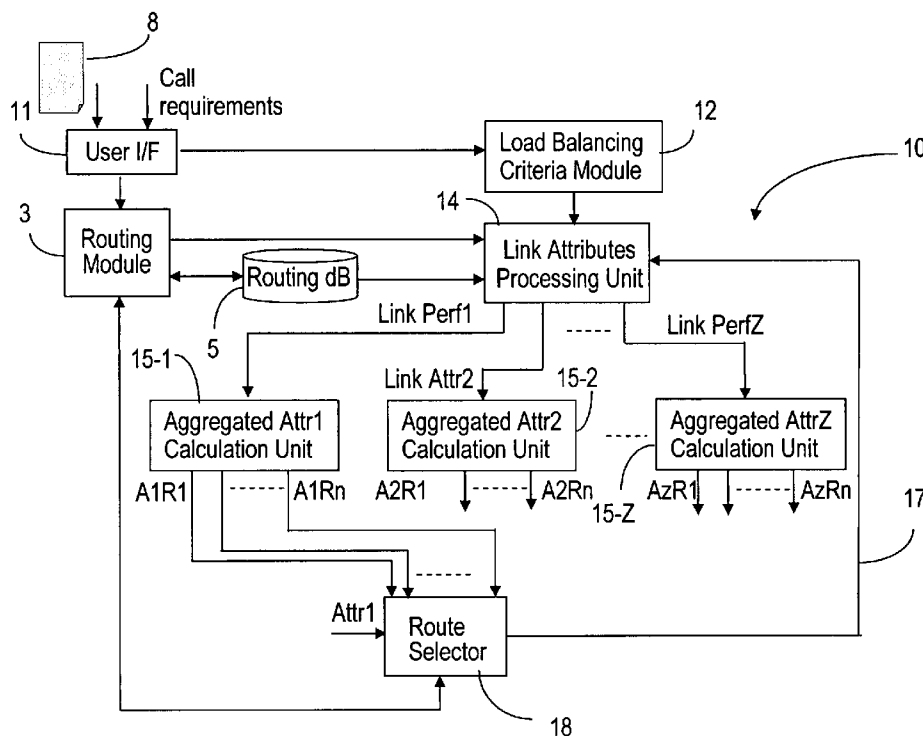 8
Call
requirements
11
User I/F
Load Balancing
Criteria Module
12
10
3
Routing
Module
14
Link Attributes
Processing Unit
Routing dB
5
Link Perf1
Link PerfZ
15-1
Link Attr2
15-2
Aggregated Attr1
Calculation Unit
Aggregated Attr2
Calculation Unit
Aggregated AttrZ
Calculation Unit
A1R1
A1Rn
A2R1
A2Rn
15-Z
AzR1
AzRn
17
Attr1
Route
Selector
18